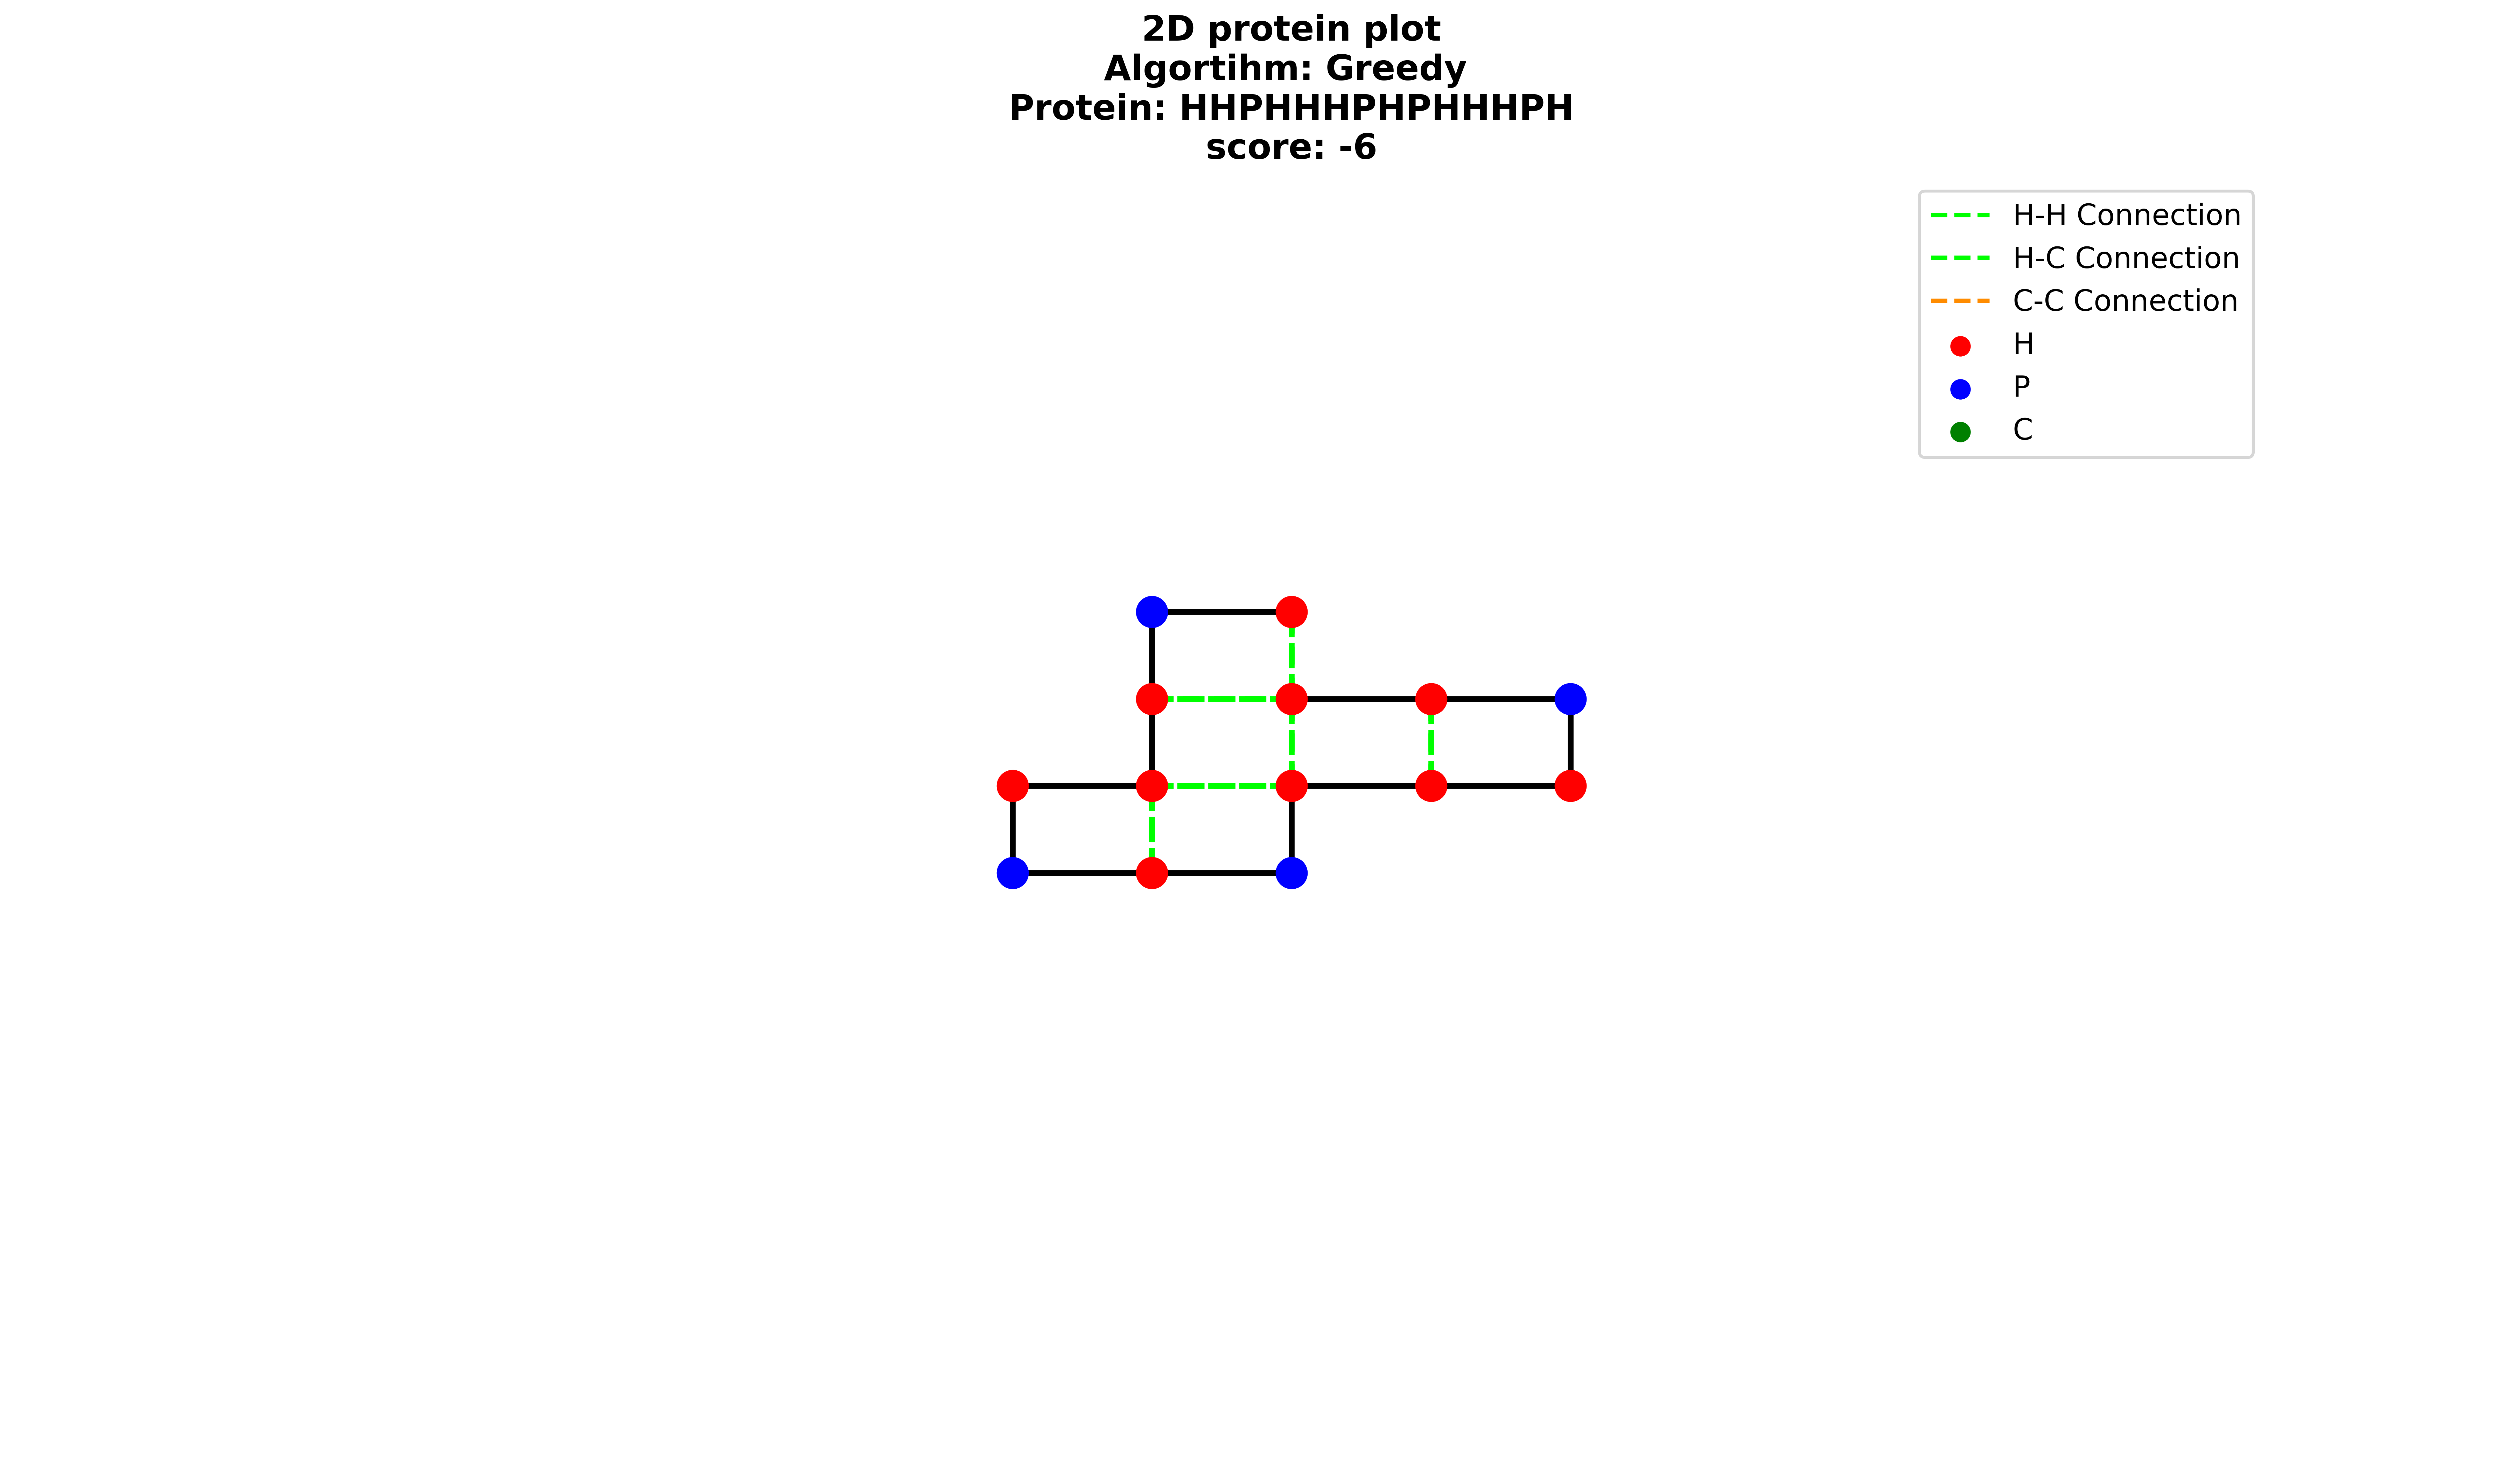 2D protein plot
Algortihm: Greedy
Protein: HHPHHHPHPHHHPH
score: -6
H-H Connection
H-C Connection
C-C Connection
H
P
C